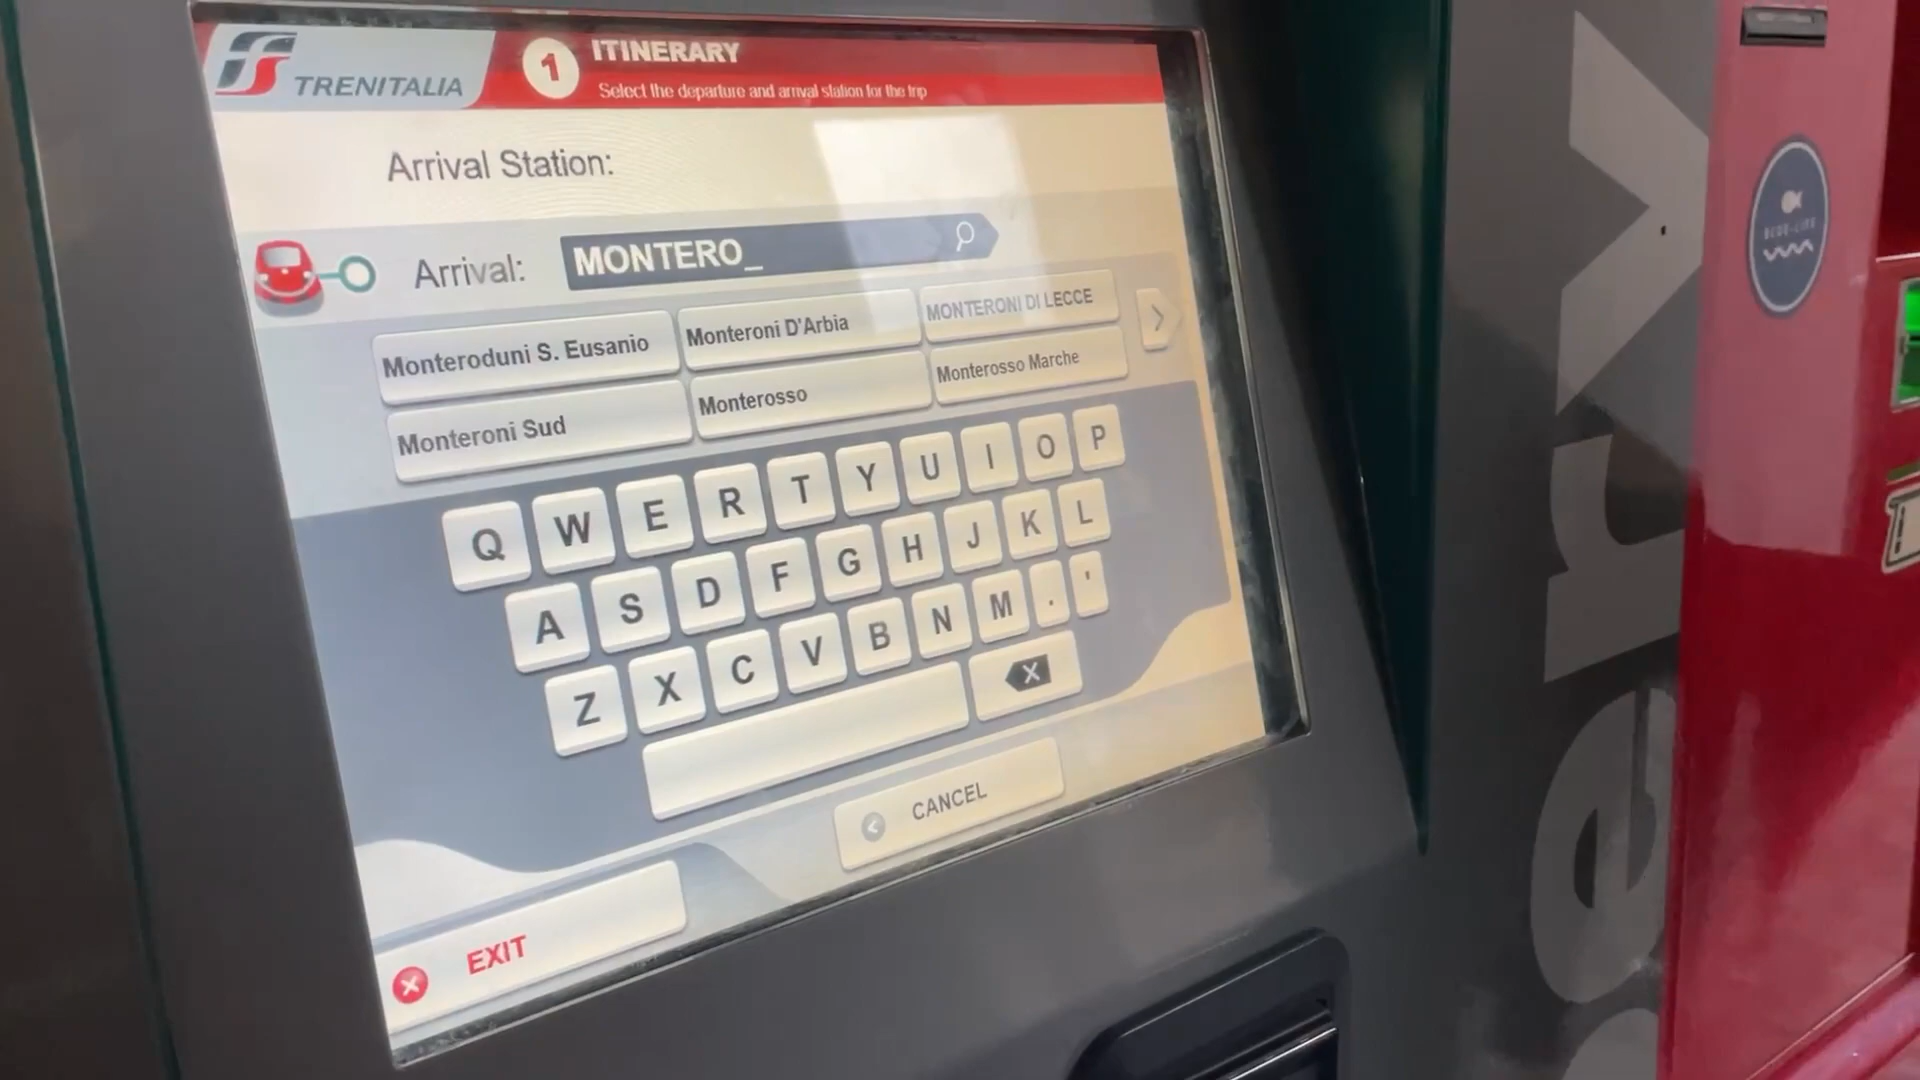 TRENITALIA
1
ITINERARY
Select the departure and arrival station for the trip
Arrival Station:
Arrival: MONTERO_
Monteroduni S. Eusanio
Monteroni D'Arbia
MONTERONI DI LECCE
Monteroni Sud
Monterosso
Monterosso Marche
Q W E R T Y U I O P
A S D F G H J K L
Z X C V B N M . '
CANCEL
EXIT
ery